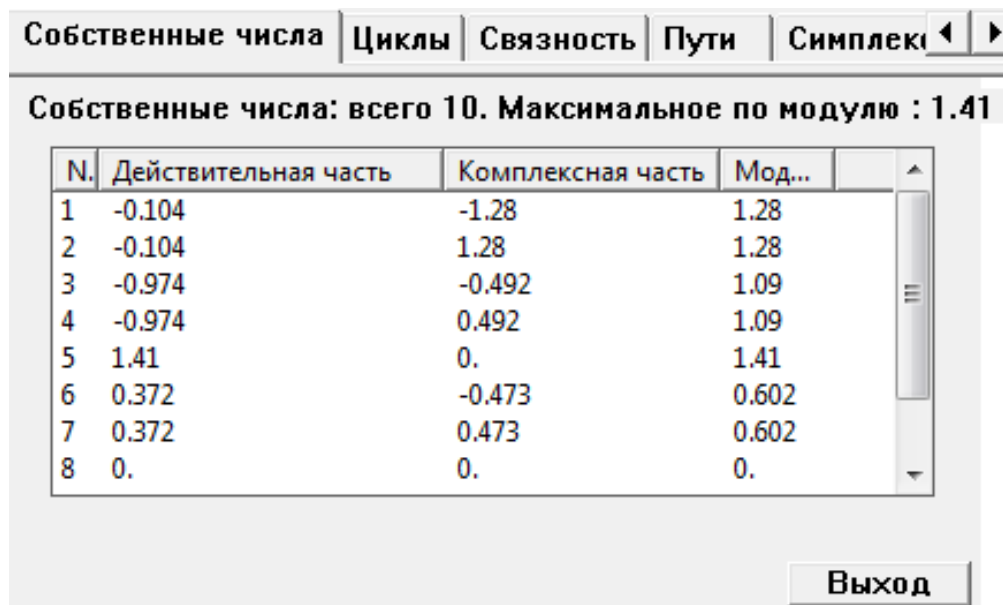 Собственные числа Циклы Связность Пути Симплекс
Собственные числа: всего 10. Максимальное по модулю : 1.41
N. Действительная часть Комплексная часть Мод...
1 -0.104 -1.28 1.28
2 -0.104 1.28 1.28
3 -0.974 -0.492 1.09
4 -0.974 0.492 1.09
5 1.41 0. 1.41
6 0.372 -0.473 0.602
7 0.372 0.473 0.602
8 0. 0. 0.
Выход